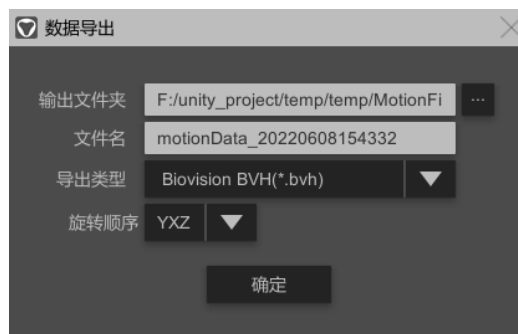 数据导出
输出文件夹 F:/unity_project/temp/temp/MotionFi ...
文件名 motionData_20220608154332
导出类型 Biovision BVH(*.bvh)
旋转顺序 YXZ
确定